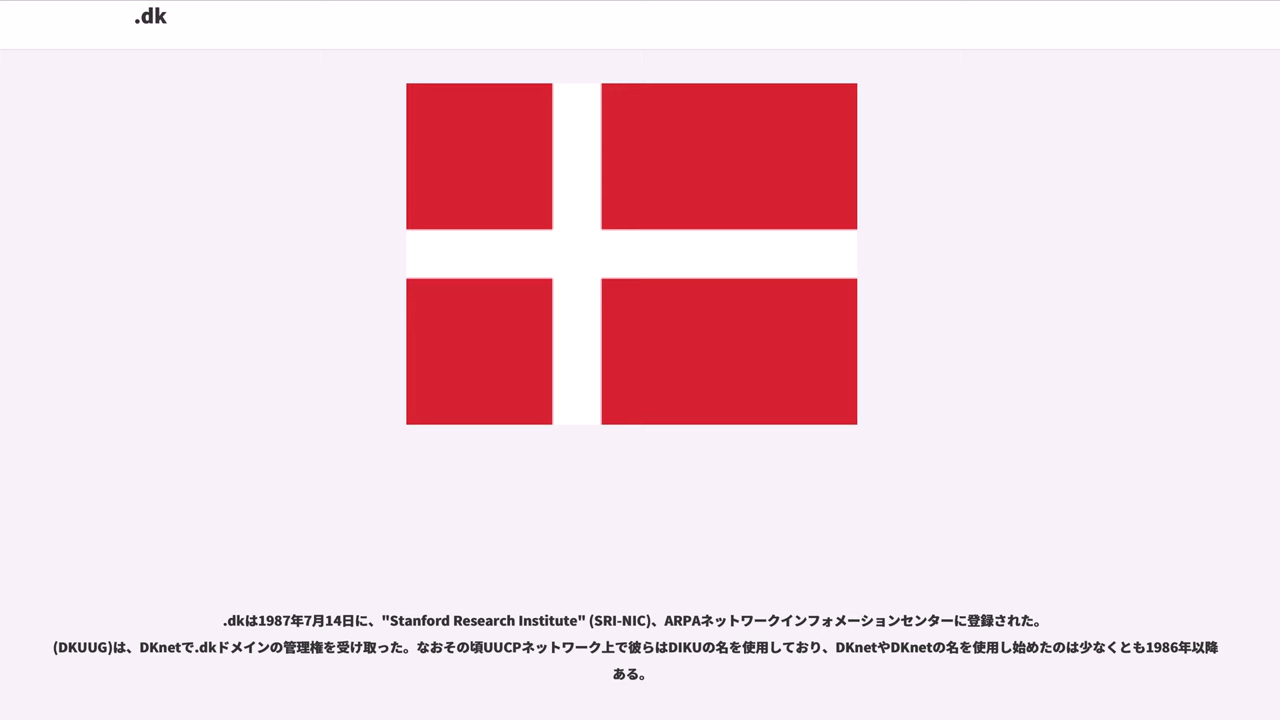 .dk
.dkは1987年7月14日に、"Stanford Research Institute" (SRI-NIC)、ARPAネットワークインフォメーションセンターに登録された。
(DKUUG)は、DKnetで.dkドメインの管理権を受け取った。なおその頃UUCPネットワーク上で彼らはDIKUの名を使用しており、DKnetやDKnetの名を使用し始めたのは少なくとも1986年以降
ある。